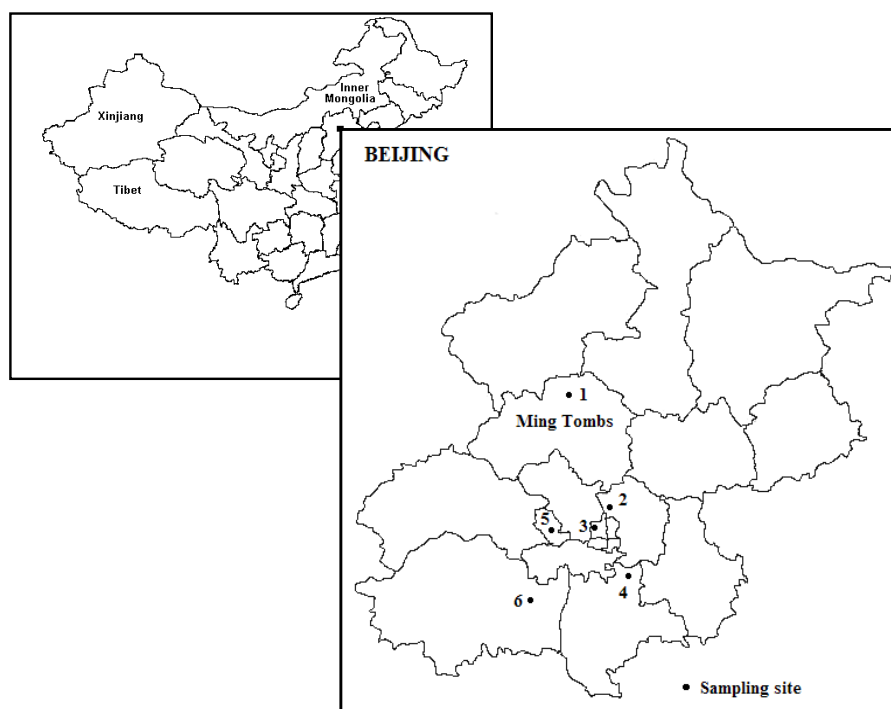 Inner
Mongolia
Xinjiang
Tibet
BEIJING
1
Ming Tombs
2
5
3
4
6
Sampling site